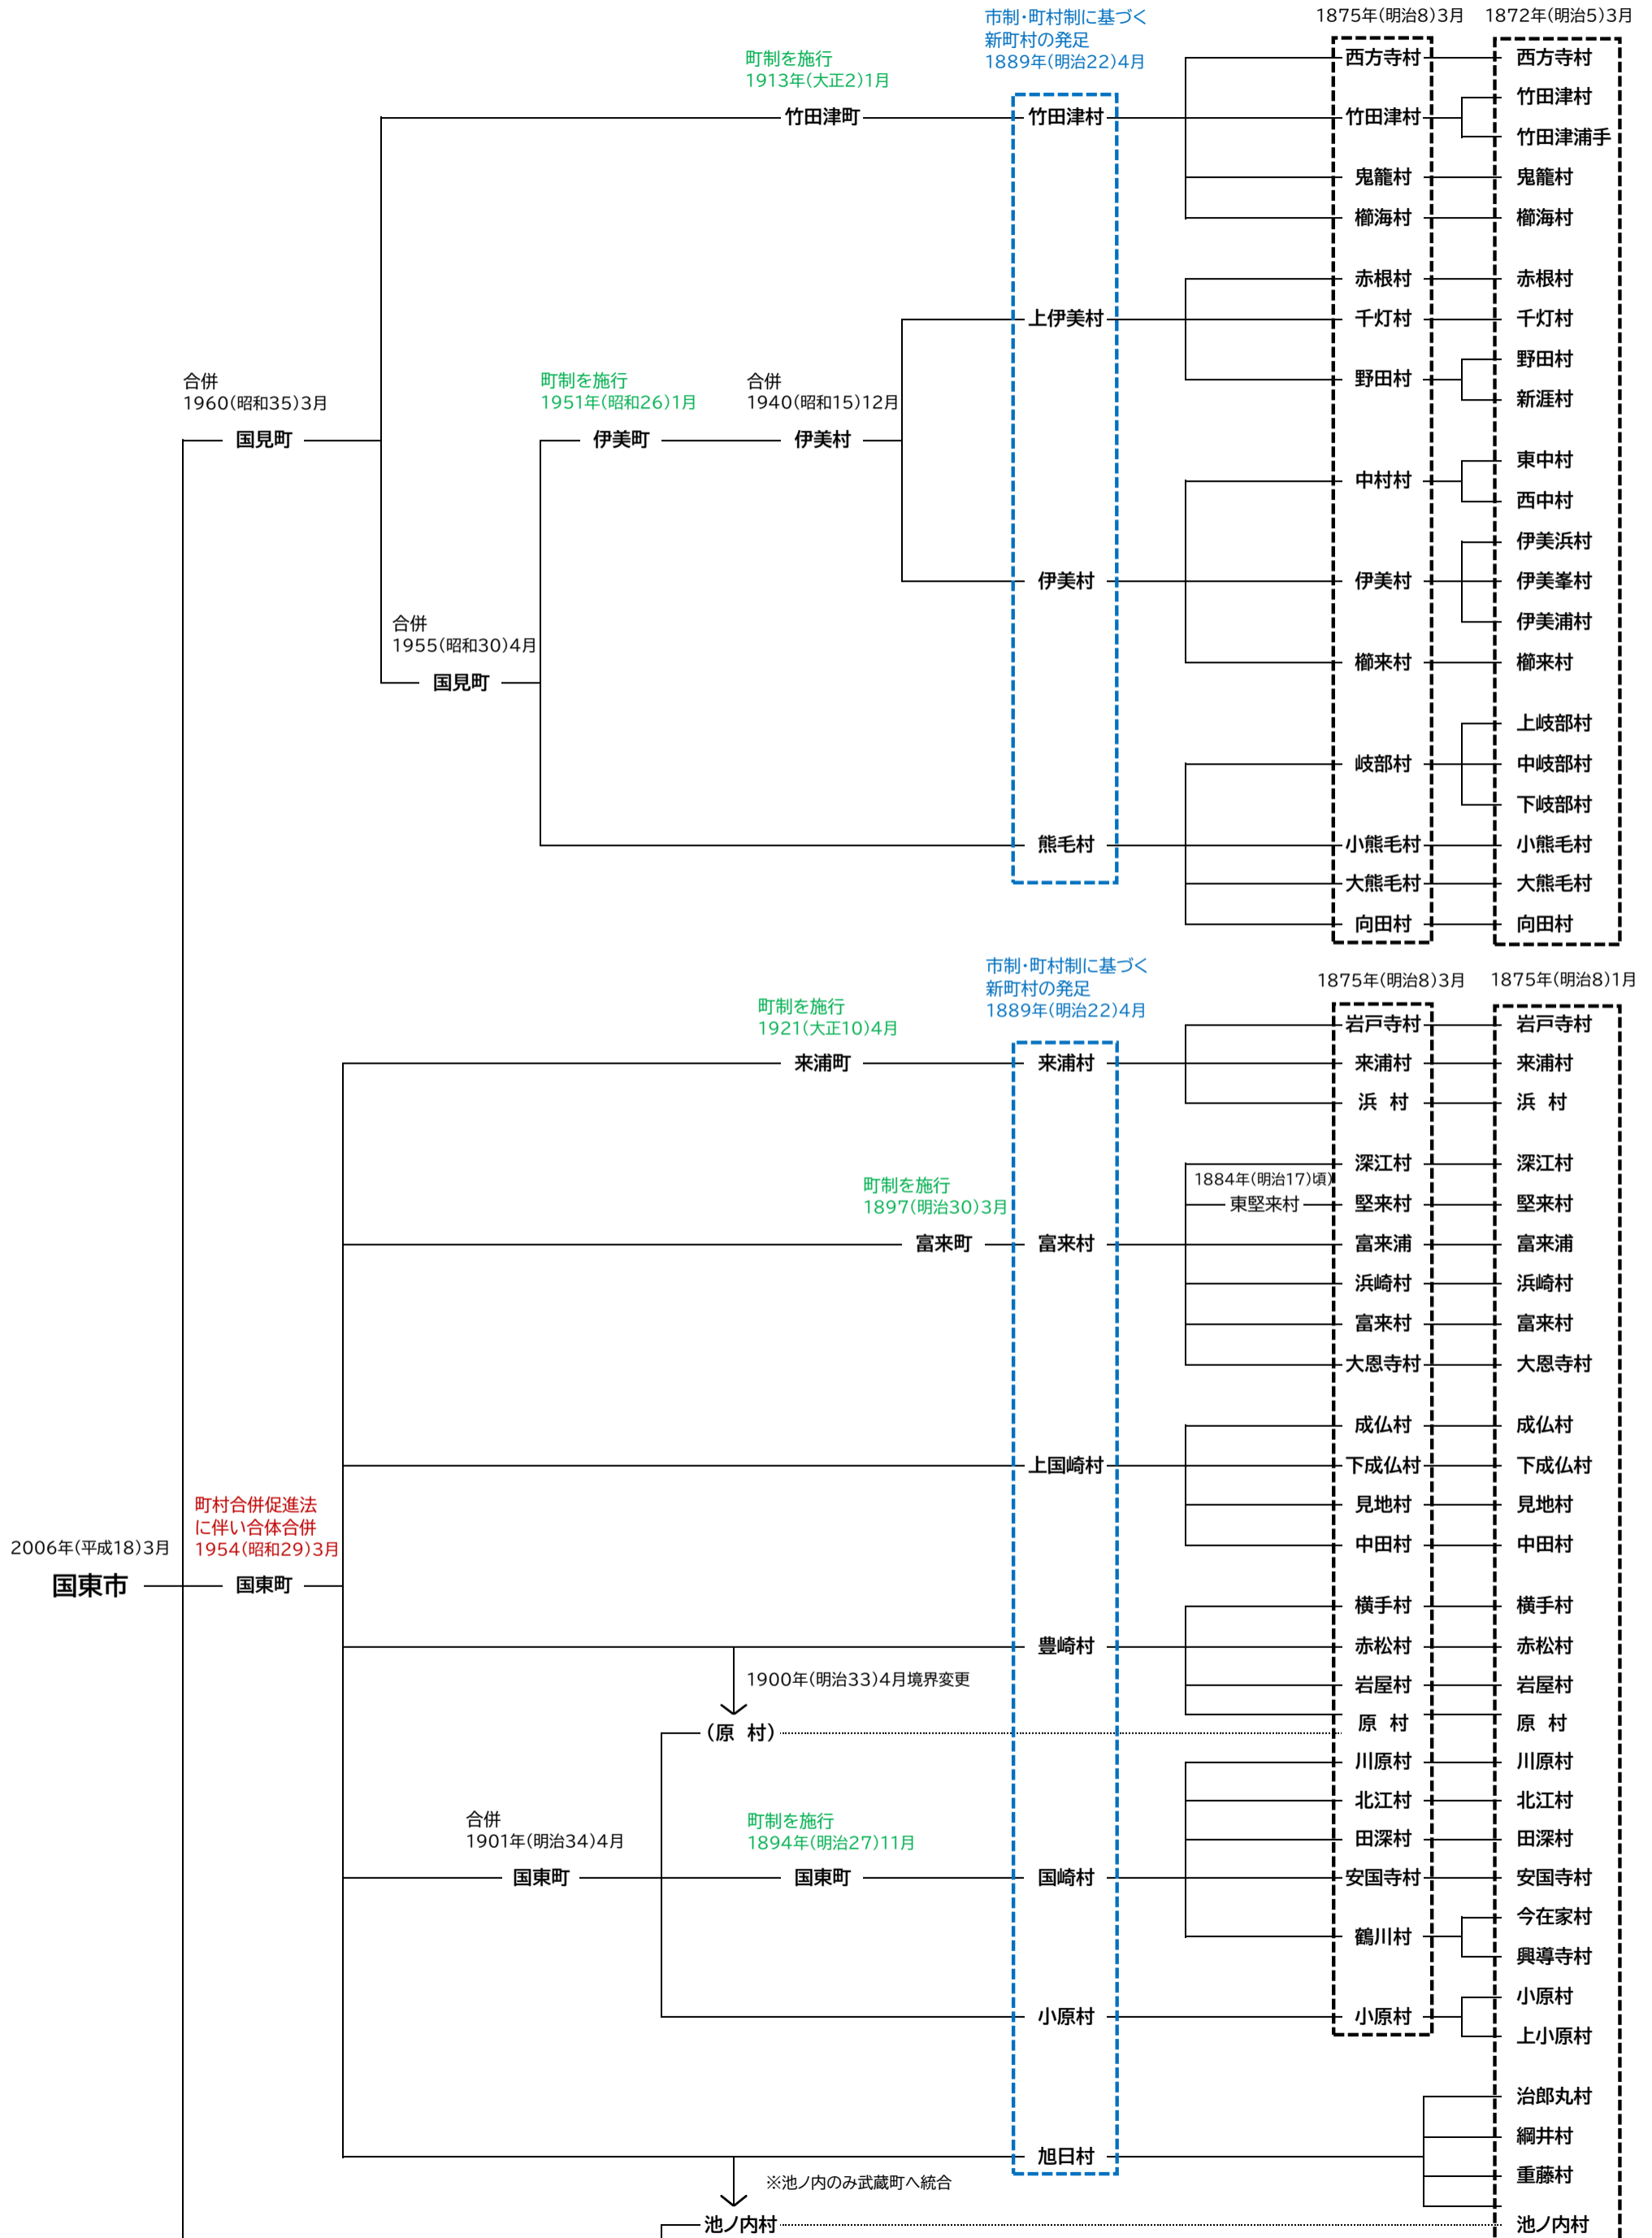 市制・町村制に基づく
新町村の発足
1889年(明治22)4月
1875年(明治8)3月
1872年(明治5)3月
町制を施行
1913年(大正2)1月
竹田津町
竹田津村
西方寺村
西方寺村
竹田津村
竹田津村
竹田津浦手
鬼籠村
鬼籠村
櫛海村
櫛海村
上伊美村
赤根村
赤根村
千灯村
千灯村
野田村
野田村
新涯村
合併
1960(昭和35)3月
国見町
町制を施行
1951年(昭和26)1月
伊美町
合併
1940(昭和15)12月
伊美村
伊美村
中村村
東中村
西中村
伊美村
伊美浜村
伊美峯村
伊美浦村
櫛来村
櫛来村
合併
1955(昭和30)4月
国見町
熊毛村
岐部村
上岐部村
中岐部村
下岐部村
小熊毛村
小熊毛村
大熊毛村
大熊毛村
向田村
向田村
市制・町村制に基づく
新町村の発足
1889年(明治22)4月
1875年(明治8)3月
1875年(明治8)1月
町制を施行
1921(大正10)4月
来浦町
来浦村
岩戸寺村
岩戸寺村
来浦村
来浦村
浜 村
浜 村
町制を施行
1897(明治30)3月
富来町
富来村
深江村
深江村
1884年(明治17)頃)
東堅来村
堅来村
堅来村
富来浦
富来浦
浜崎村
浜崎村
富来村
富来村
大恩寺村
大恩寺村
上国崎村
成仏村
成仏村
下成仏村
下成仏村
見地村
見地村
中田村
中田村
2006年(平成18)3月
国東市
町村合併促進法
に伴い合体合併
1954(昭和29)3月
国東町
豊崎村
横手村
横手村
赤松村
赤松村
岩屋村
岩屋村
原 村
原 村
1900年(明治33)4月境界変更
(原 村)
合併
1901年(明治34)4月
国東町
町制を施行
1894年(明治27)11月
国東町
国崎村
川原村
川原村
北江村
北江村
田深村
田深村
安国寺村
安国寺村
鶴川村
今在家村
興導寺村
小原村
小原村
小原村
上小原村
旭日村
治郎丸村
綱井村
重藤村
※池ノ内のみ武蔵町へ統合
池ノ内村
池ノ内村